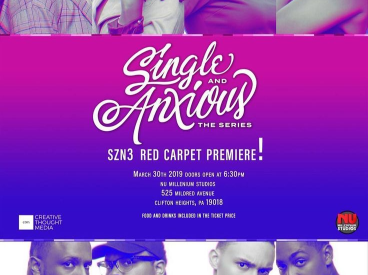 Single
AND
Anxious
THE SERIES
SZN3 RED CARPET PREMIERE!
MARCH 30TH 2019 DOORS OPEN AT 6:30PM
NU MILLENIUM STUDIOS
525 MILDRED AVENUE
CLIFTON HEIGHTS, PA 19018
FOOD AND DRINKS INCLUDED IN THE TICKET PRICE
CREATIVE
THOUGHT
MEDIA
NU
MILLENIUM
STUDIOS